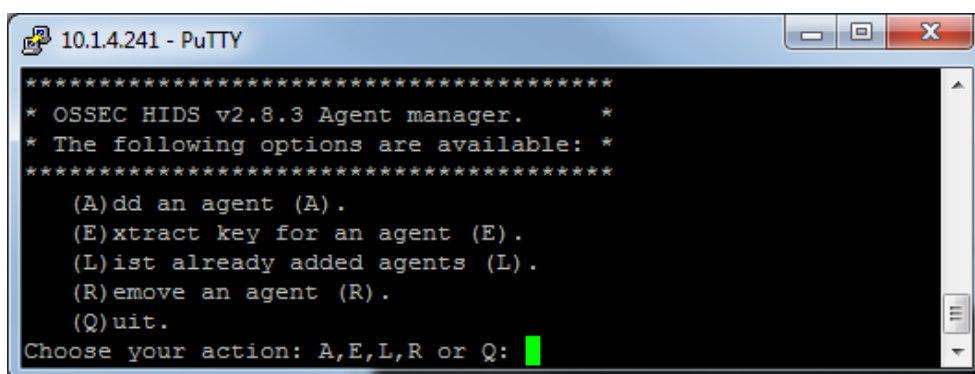 10.1.4.241 - PuTTY
****************************************
* OSSEC HIDS v2.8.3 Agent manager.     *
* The following options are available: *
****************************************
   (A)dd an agent (A).
   (E)xtract key for an agent (E).
   (L)ist already added agents (L).
   (R)emove an agent (R).
   (Q)uit.
Choose your action: A,E,L,R or Q: